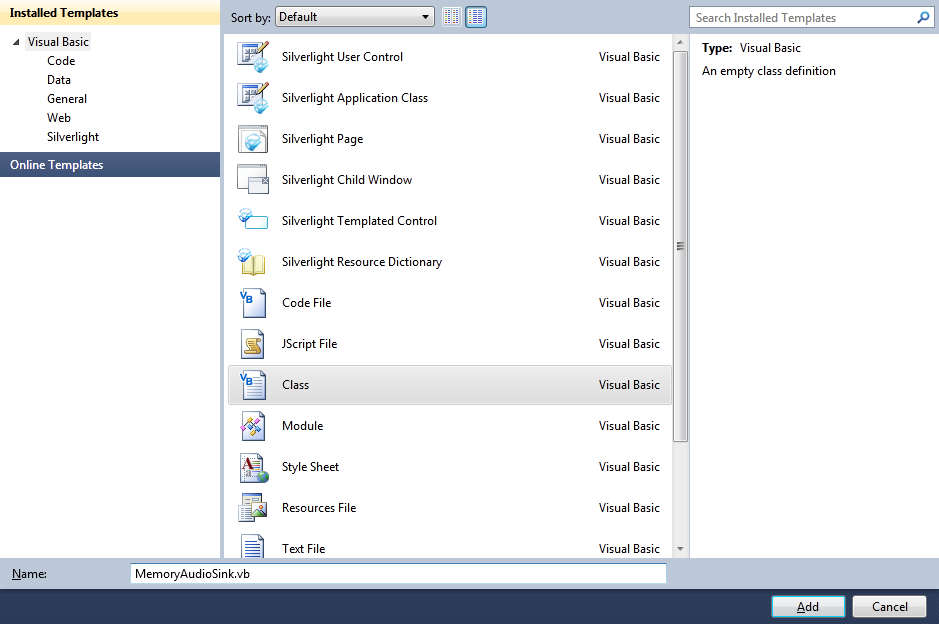 Installed Templates
Visual Basic
Code
Data
General
Web
Silverlight
Online Templates
Sort by: Default
Silverlight User Control Visual Basic
Silverlight Application Class Visual Basic
Silverlight Page Visual Basic
Silverlight Child Window Visual Basic
Silverlight Templated Control Visual Basic
Silverlight Resource Dictionary Visual Basic
Code File Visual Basic
JScript File Visual Basic
Class Visual Basic
Module Visual Basic
Style Sheet Visual Basic
Resources File Visual Basic
Text File Visual Basic
Search Installed Templates
Type: Visual Basic
An empty class definition
Name: MemoryAudioSink.vb
Add Cancel